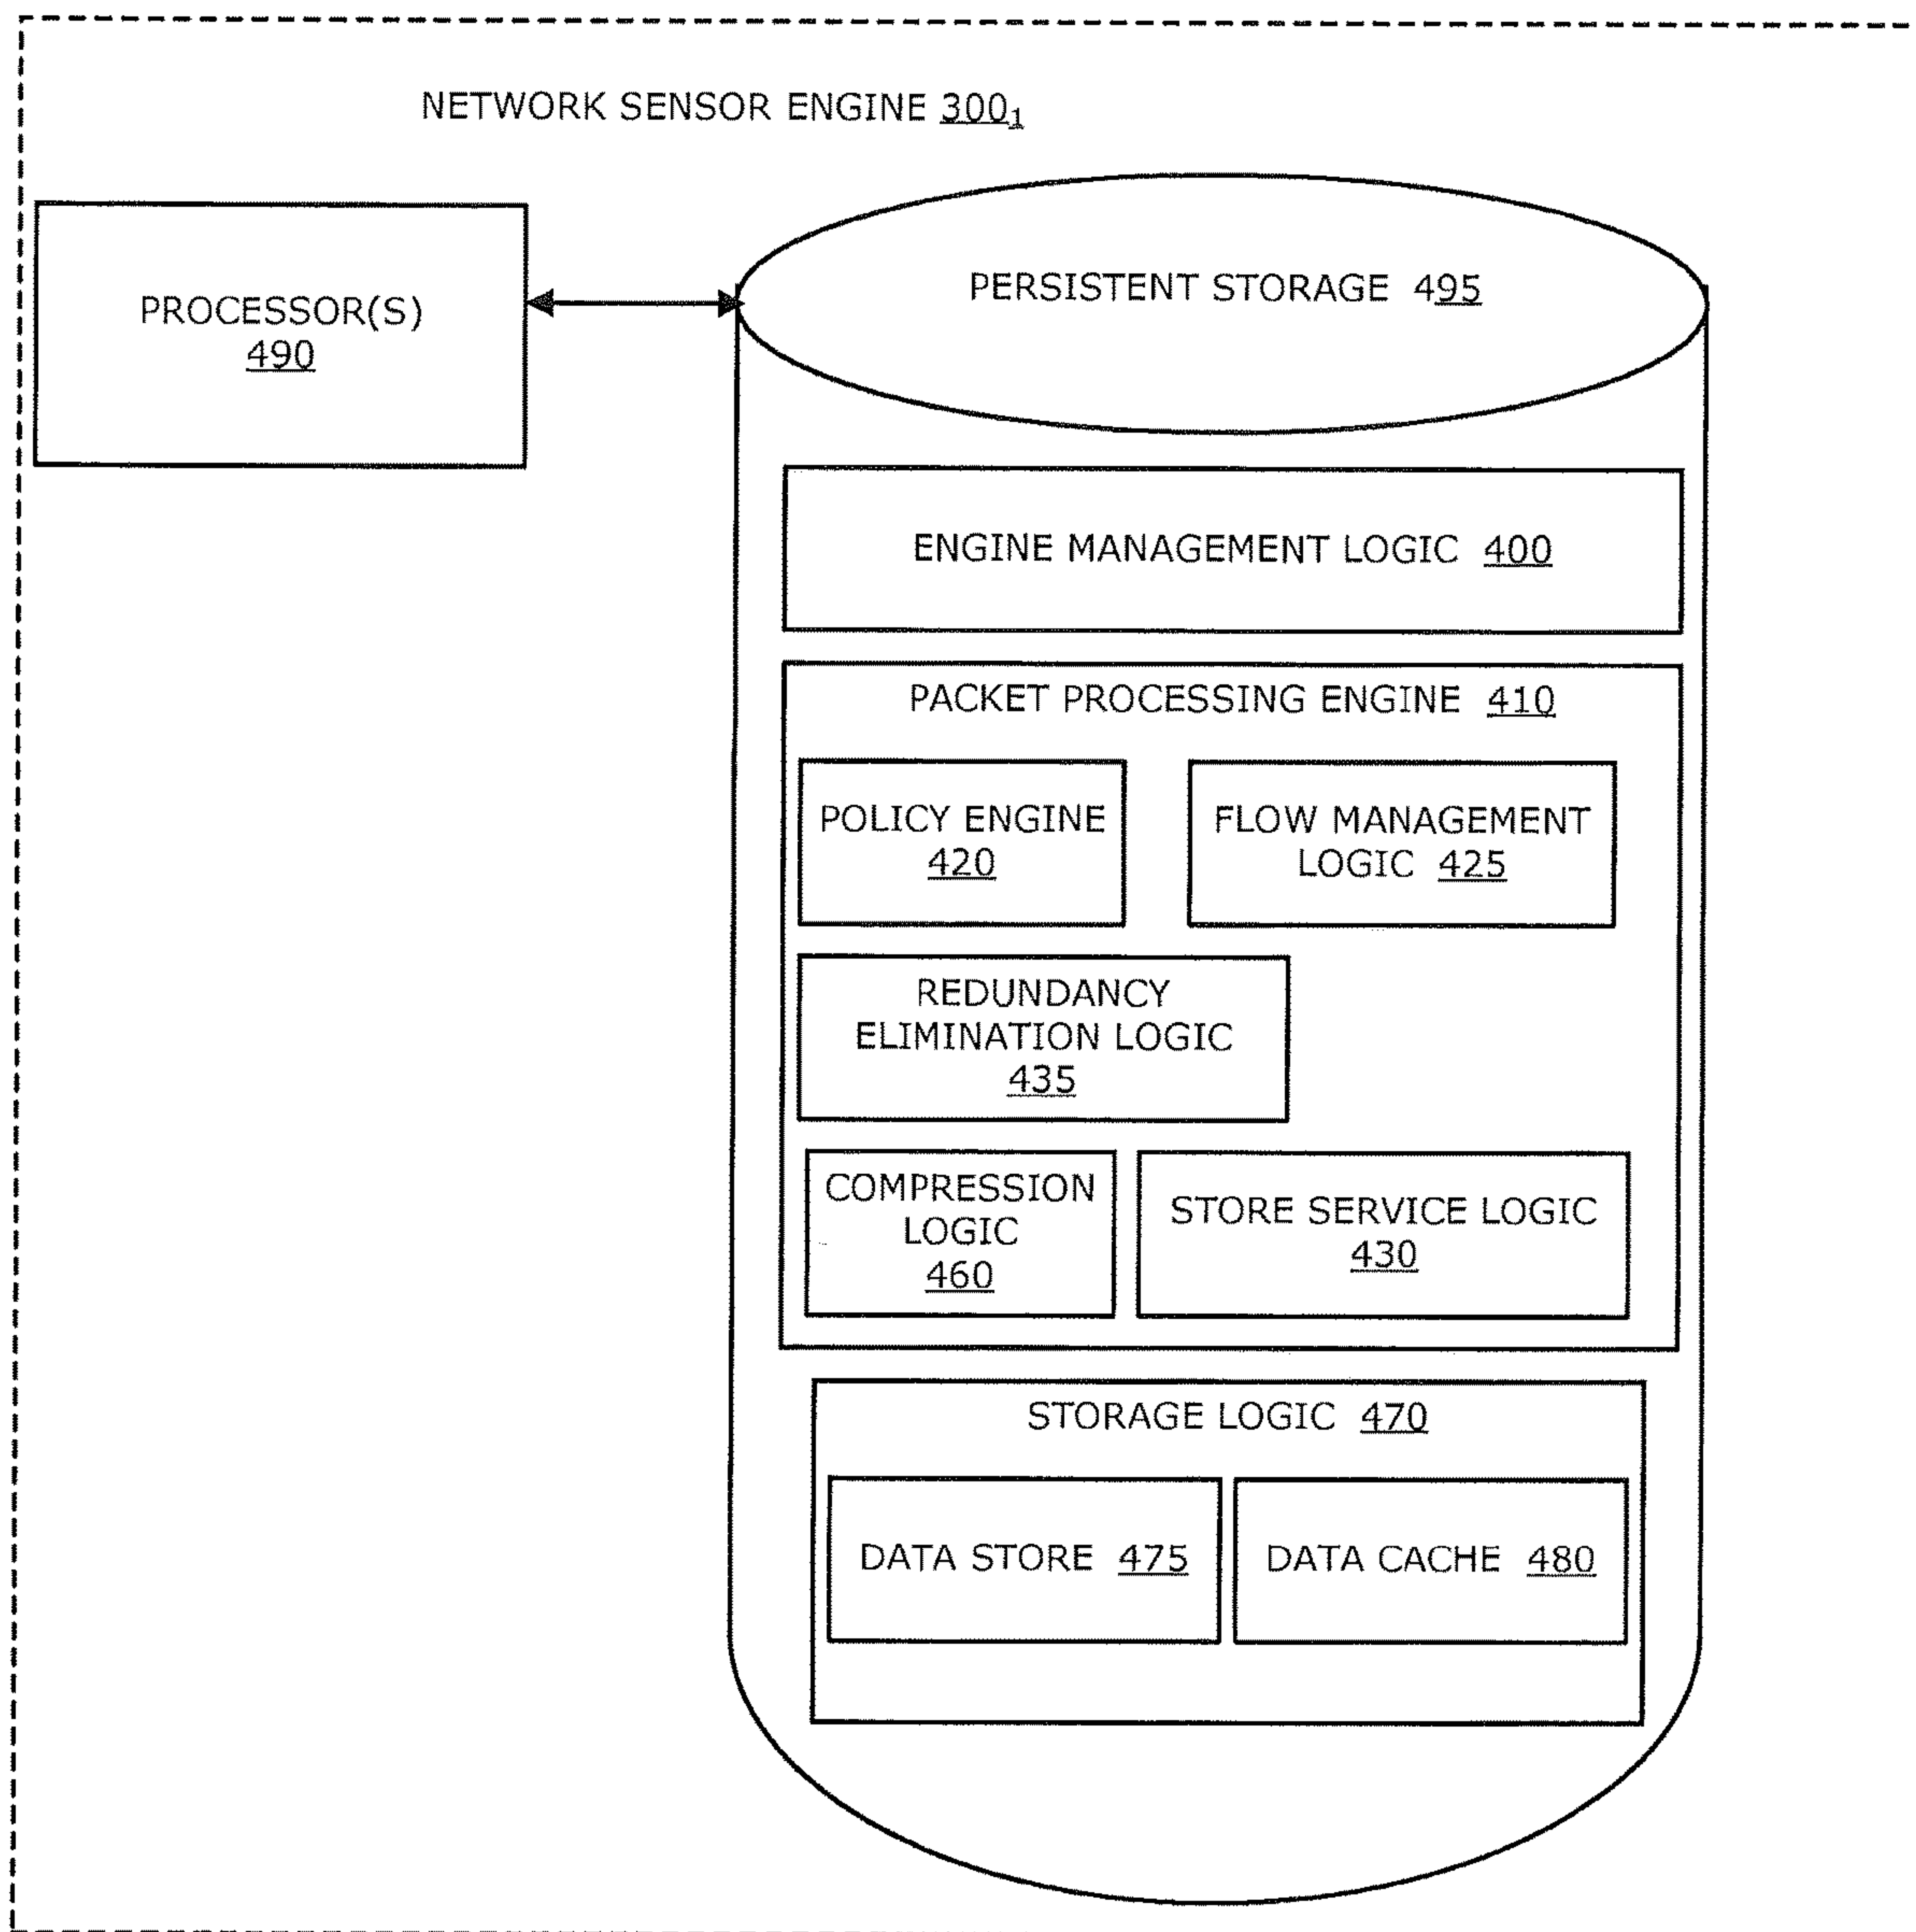 NETWORK SENSOR ENGINE 300₁
PROCESSOR(S)
490
PERSISTENT STORAGE 495
ENGINE MANAGEMENT LOGIC 400
PACKET PROCESSING ENGINE 410
POLICY ENGINE
420
FLOW MANAGEMENT
LOGIC 425
REDUNDANCY
ELIMINATION LOGIC
435
COMPRESSION
LOGIC
460
STORE SERVICE LOGIC
430
STORAGE LOGIC 470
DATA STORE 475
DATA CACHE 480